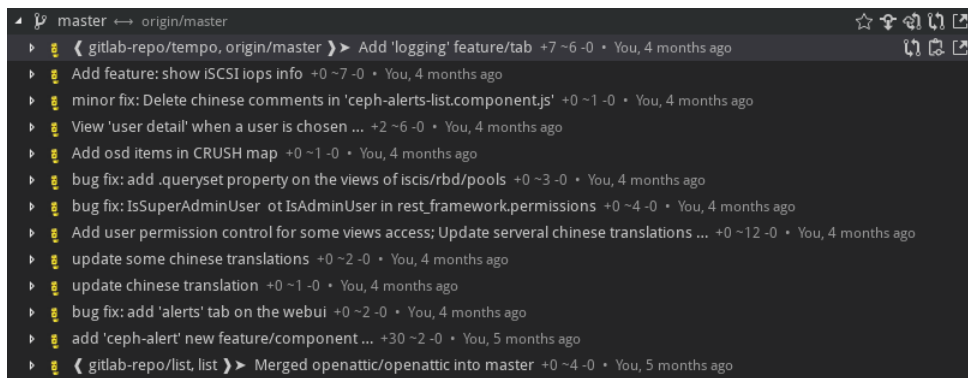 master ↔ origin/master
❰ gitlab-repo/tempo, origin/master ❱➤ Add 'logging' feature/tab +7 ~6 -0 • You, 4 months ago
Add feature: show iSCSI iops info +0 ~7 -0 • You, 4 months ago
minor fix: Delete chinese comments in 'ceph-alerts-list.component.js' +0 ~1 -0 • You, 4 months ago
View 'user detail' when a user is chosen ... +2 ~6 -0 • You, 4 months ago
Add osd items in CRUSH map +0 ~1 -0 • You, 4 months ago
bug fix: add .queryset property on the views of iscis/rbd/pools +0 ~3 -0 • You, 4 months ago
bug fix: IsSuperAdminUser ot IsAdminUser in rest_framework.permissions +0 ~4 -0 • You, 4 months ago
Add user permission control for some views access; Update serveral chinese translations ... +0 ~12 -0 • You, 4 months ago
update some chinese translations +0 ~2 -0 • You, 4 months ago
update chinese translation +0 ~1 -0 • You, 4 months ago
bug fix: add 'alerts' tab on the webui +0 ~2 -0 • You, 4 months ago
add 'ceph-alert' new feature/component ... +30 ~2 -0 • You, 5 months ago
❰ gitlab-repo/list, list ❱➤ Merged openattic/openattic into master +0 ~4 -0 • You, 5 months ago